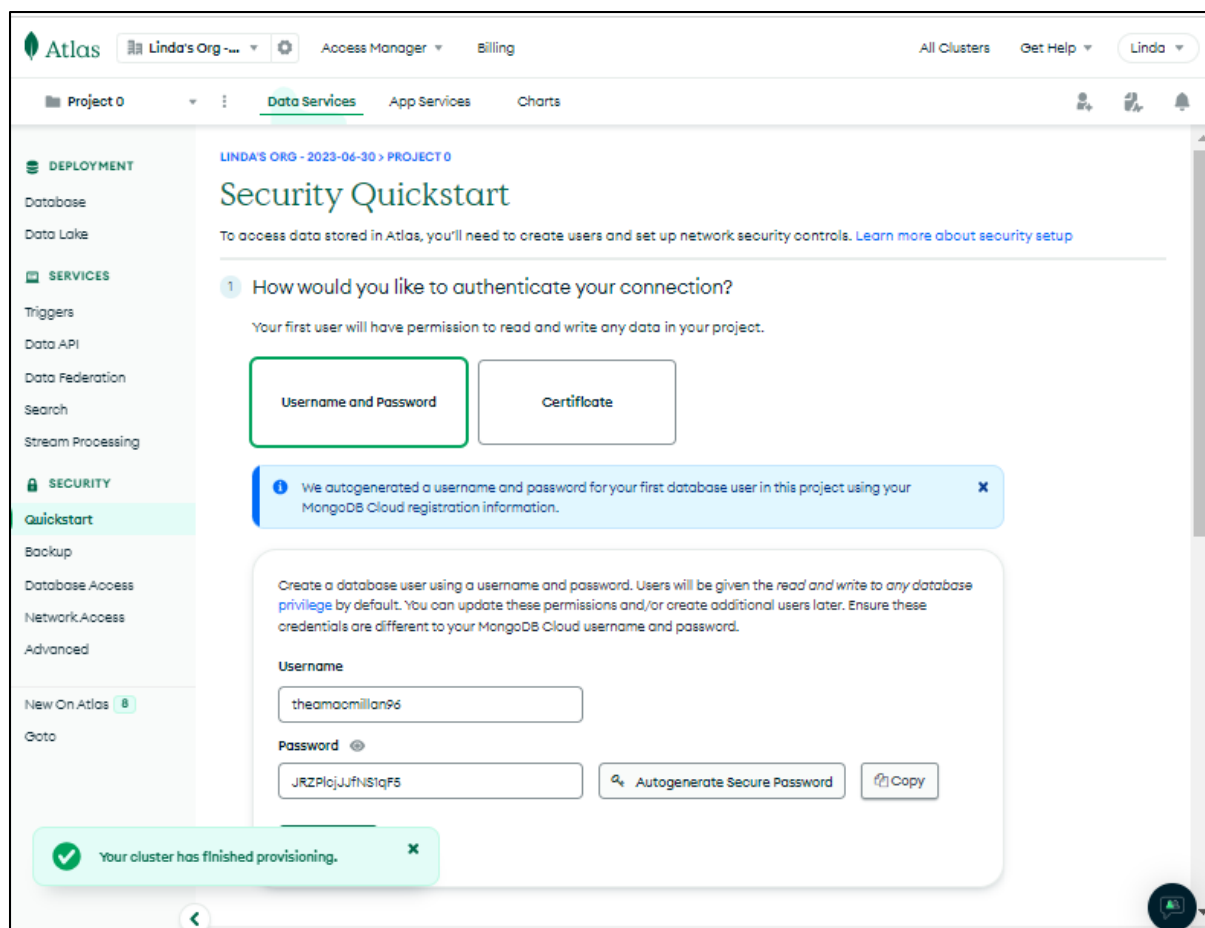 Atlas
Linda's Org -...
Access Manager
Billing
All Clusters
Get Help
Linda
Project 0
Data Services
App Services
Charts
DEPLOYMENT
Database
Data Lake
SERVICES
Triggers
Data API
Data Federation
Search
Stream Processing
SECURITY
Quickstart
Backup
Database Access
Network Access
Advanced
New On Atlas 8
Goto
LINDA'S ORG - 2023-06-30 > PROJECT 0
Security Quickstart
To access data stored in Atlas, you'll need to create users and set up network security controls. Learn more about security setup
1 How would you like to authenticate your connection?
Your first user will have permission to read and write any data in your project.
Username and Password
Certificate
We autogenerated a username and password for your first database user in this project using your
MongoDB Cloud registration information.
Create a database user using a username and password. Users will be given the read and write to any database
privilege by default. You can update these permissions and/or create additional users later. Ensure these
credentials are different to your MongoDB Cloud username and password.
Username
theamacmillan96
Password
JRZPlcjJJfNS1qF5
Autogenerate Secure Password
Copy
Your cluster has finished provisioning.